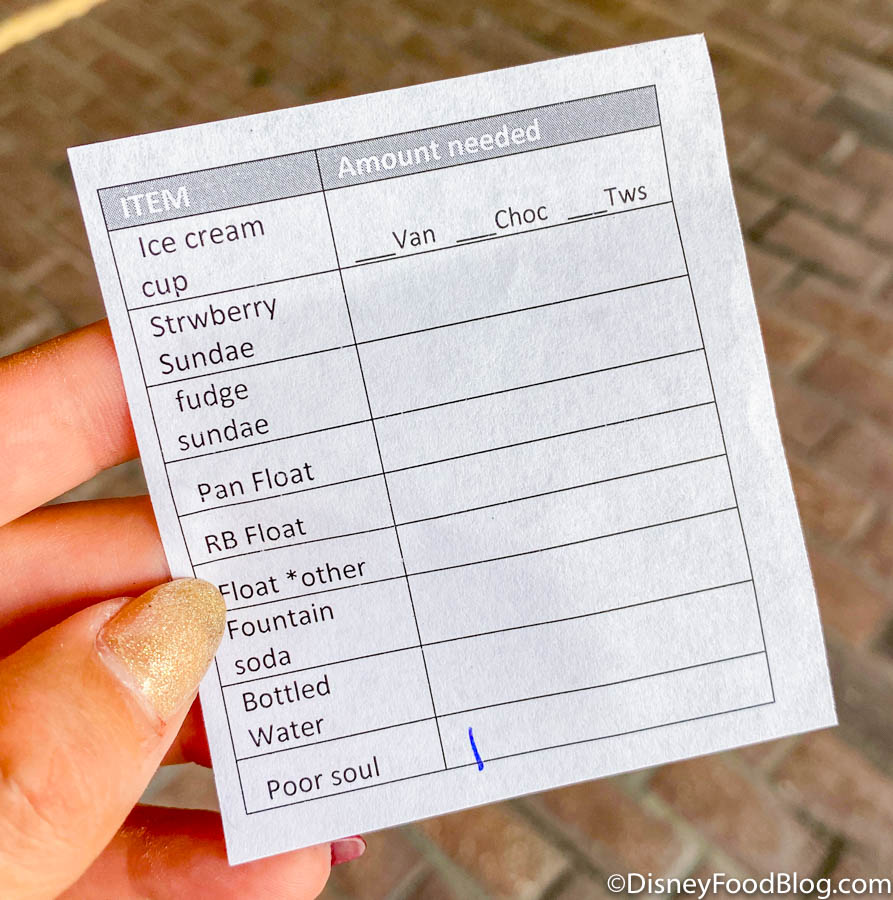 ITEM Amount needed
Ice cream
cup
___Van ___Choc ___Tws
Strwberry
Sundae
fudge
sundae
Pan Float
RB Float
Float *other
Fountain
soda
Bottled
Water
Poor soul |
©DisneyFoodBlog.com